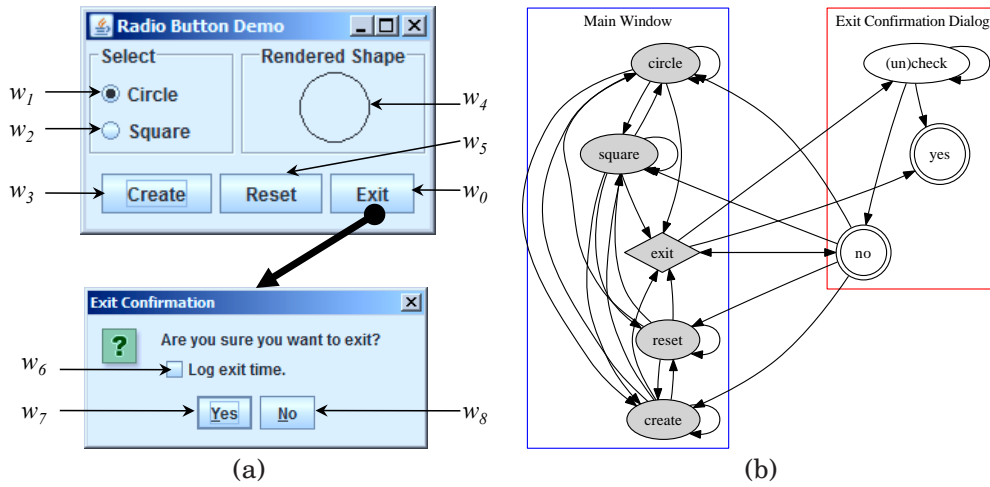 Radio Button Demo
Select
Rendered Shape
w1
Circle
w4
w2
Square
w5
w3
Create
Reset
Exit
w0
Exit Confirmation
?
Are you sure you want to exit?
w6
Log exit time.
w7
Yes
No
w8
(a)
Main Window
Exit Confirmation Dialog
circle
(un)check
square
yes
exit
no
reset
create
(b)